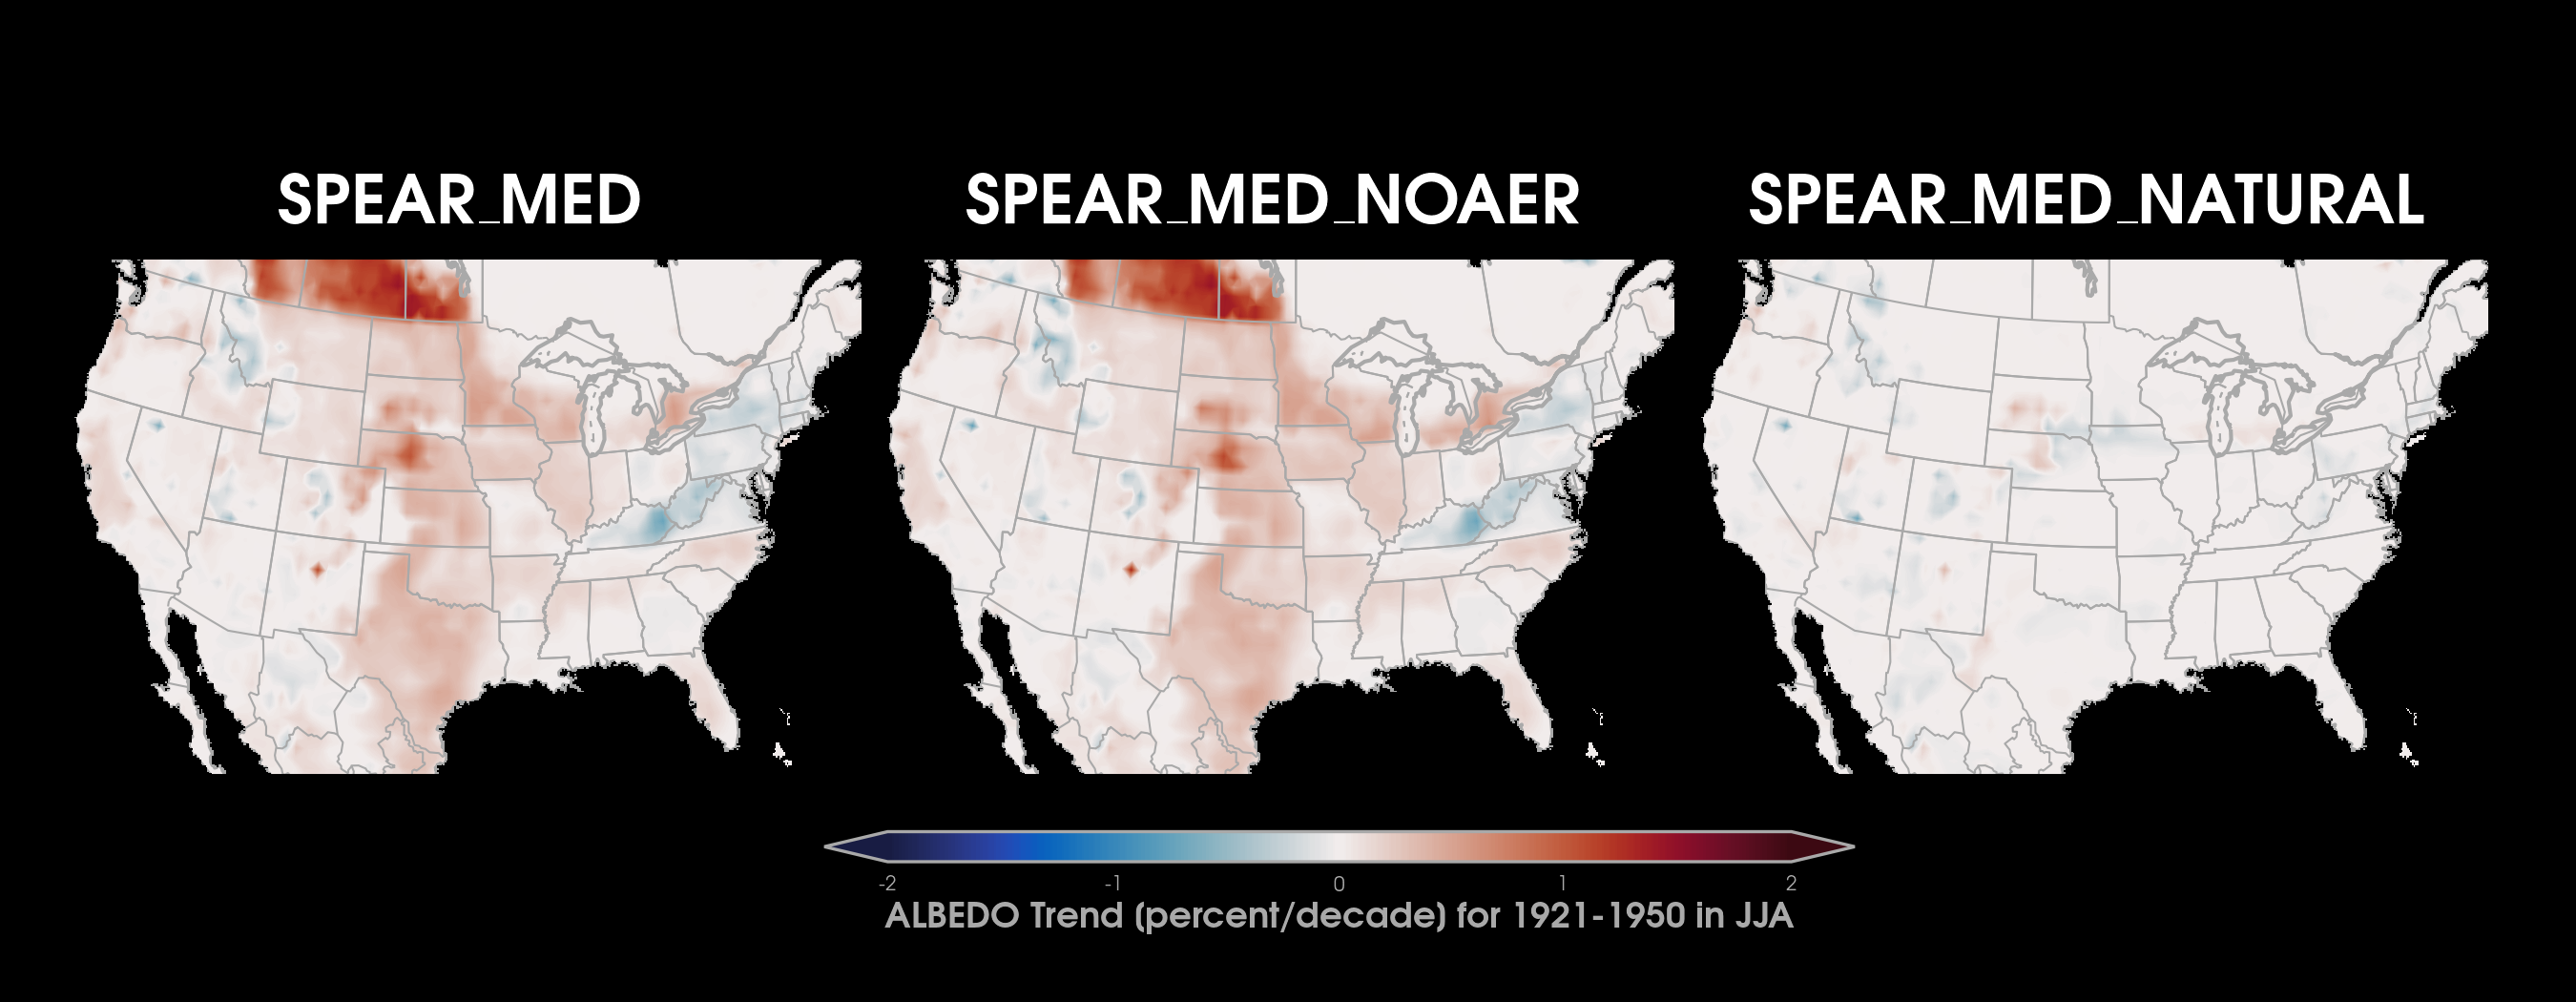 SPEAR_MED SPEAR_MED_NOAER SPEAR_MED_NATURAL
-2 -1 0 1 2
ALBEDO Trend (percent/decade) for 1921-1950 in JJA